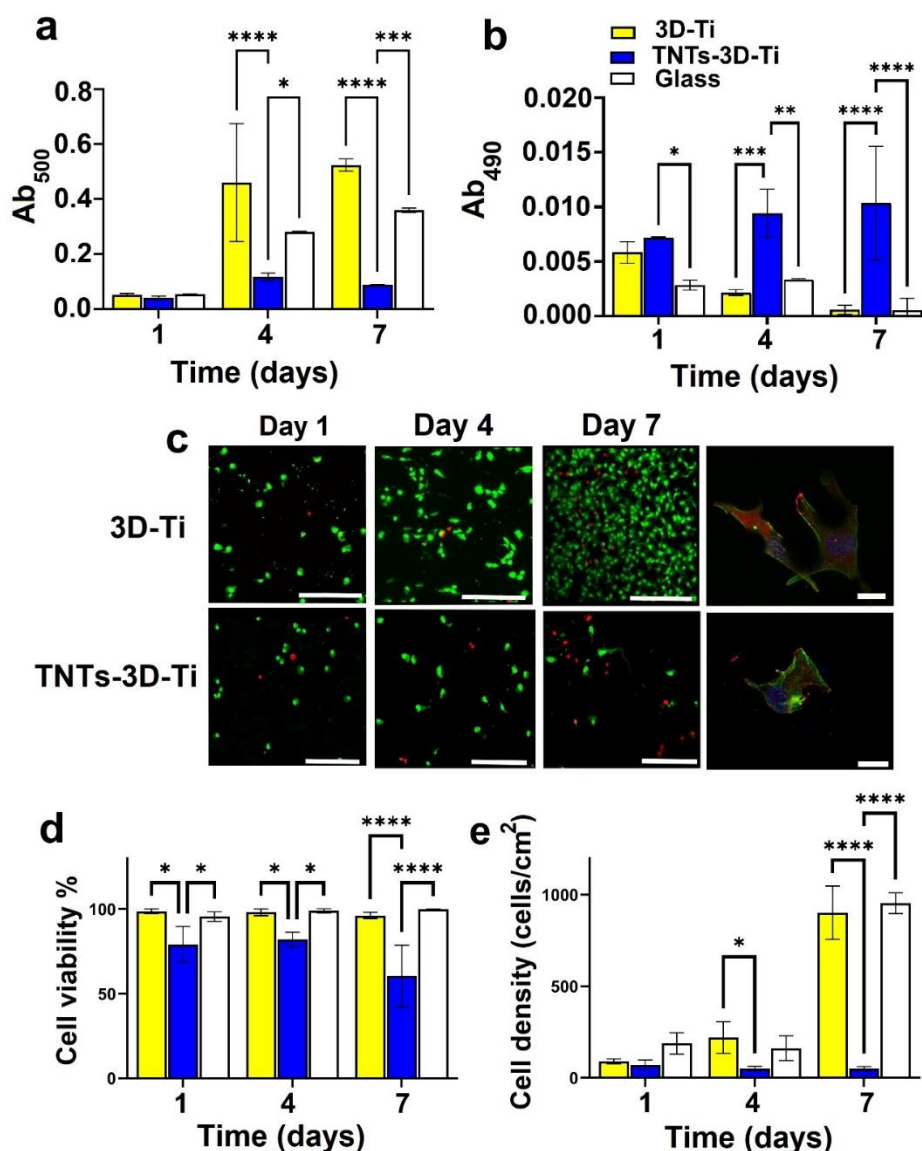 a
**** ***
**** *
Ab500
0.8
0.6
0.4
0.2
0.0
1 4 7
Time (days)
b
3D-Ti
TNTs-3D-Ti
Glass
****
**** **
*** *
Ab490
0.020
0.015
0.010
0.005
0.000
1 4 7
Time (days)
c
Day 1 Day 4 Day 7
3D-Ti
TNTs-3D-Ti
d
****
* * * * ****
Cell viability %
100
50
0
1 4 7
Time (days)
e
****
****
*
Cell density (cells/cm²)
1000
500
0
1 4 7
Time (days)